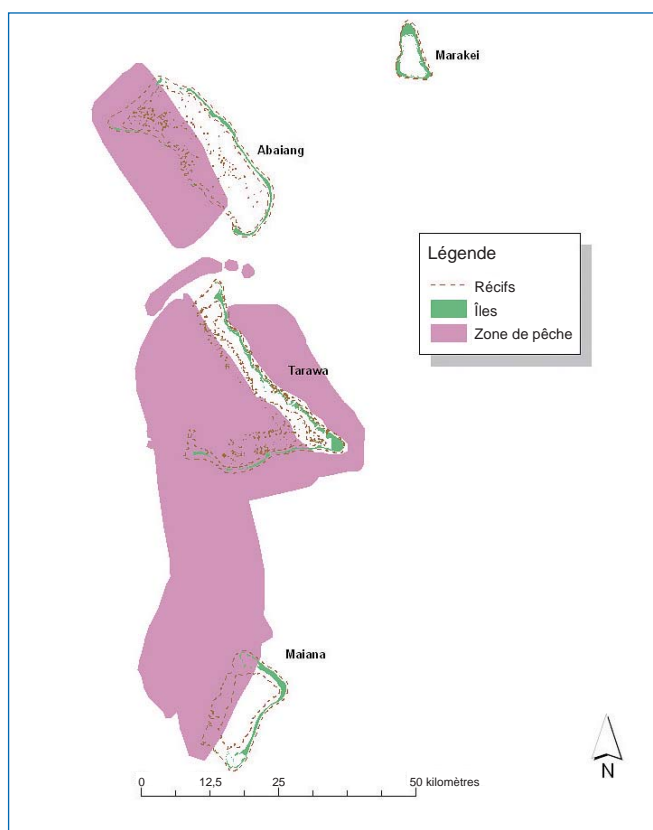 Marakei
Abaiang
Légende
Récifs
Îles
Zone de pêche
Tarawa
Maiana
N
0 12,5 25 50 kilomètres